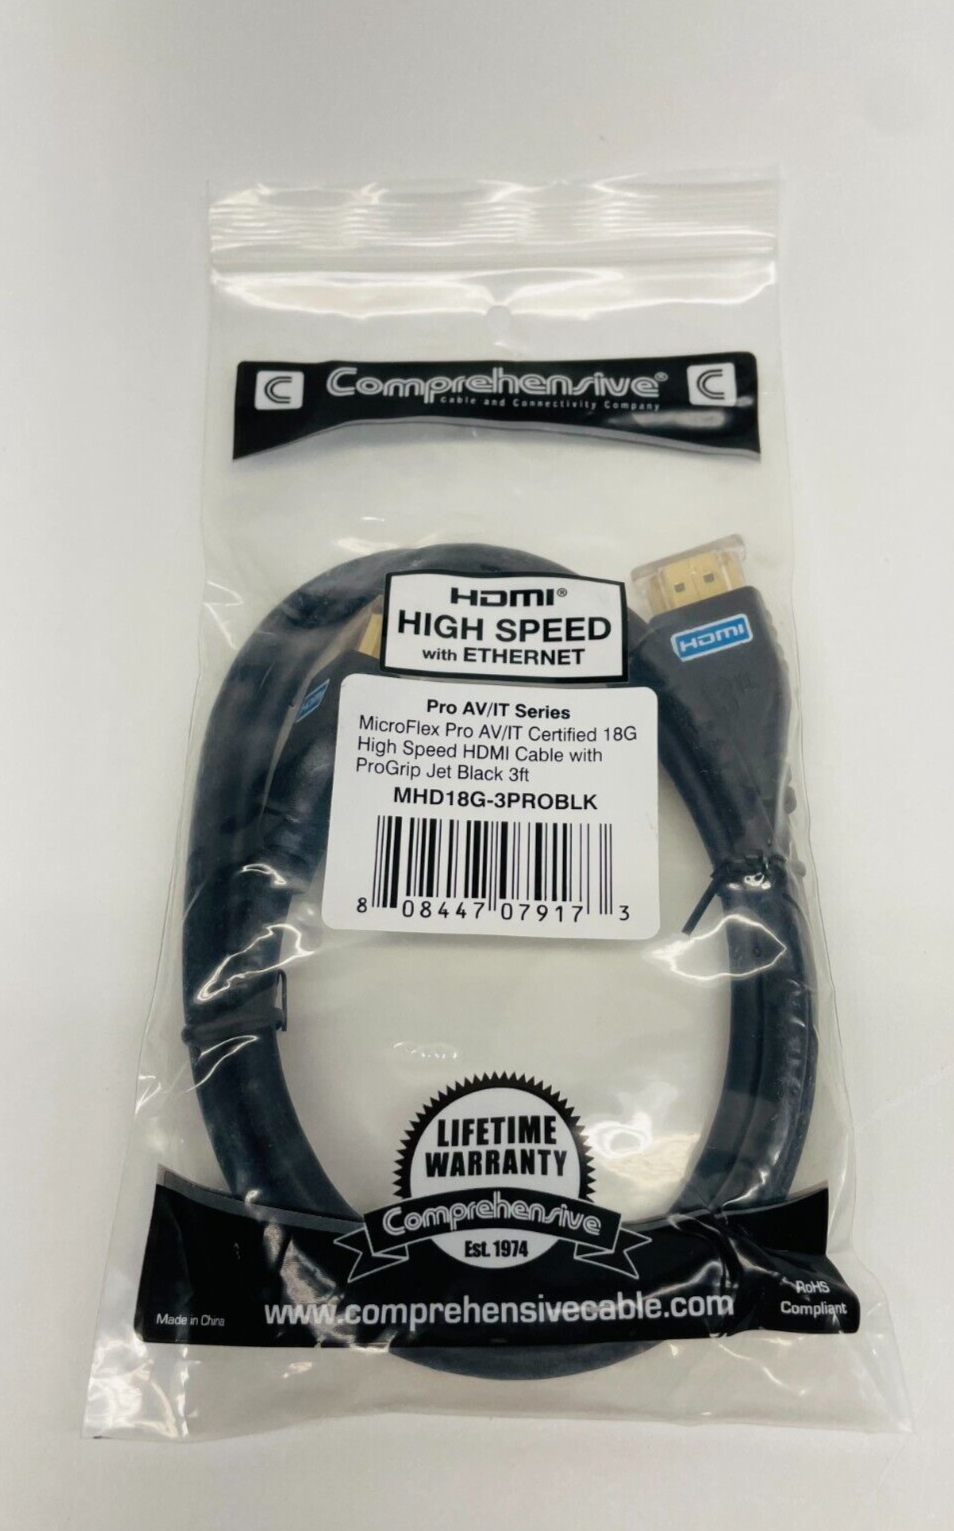 Comprehensive®
Cable and Connectivity Company
HDMI®
HIGH SPEED
with ETHERNET
HDMI
HDMI
Pro AV/IT Series
MicroFlex Pro AV/IT Certified 18G
High Speed HDMI Cable with
ProGrip Jet Black 3ft
MHD18G-3PROBLK
8 08447 07917 3
LIFETIME
WARRANTY
Comprehensive
Est. 1974
www.comprehensivecable.com
Made in China
RoHS
Compliant